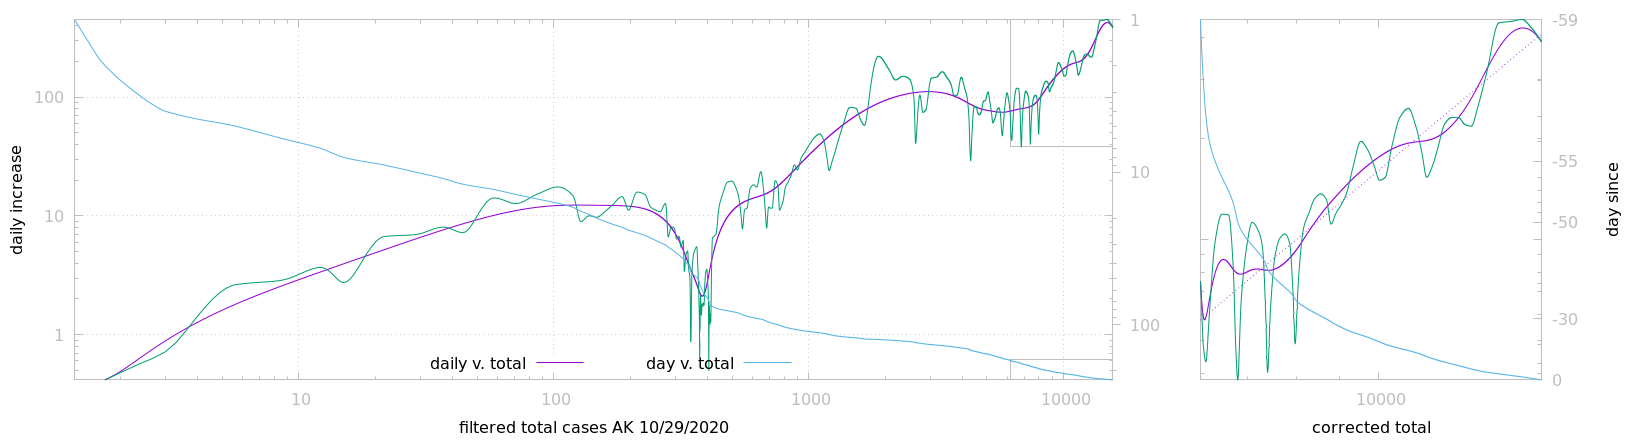 1
-59
100
daily increase
10
-55
day since
10
-50
1
100
-30
daily v. total
day v. total
0
10
100
1000
10000
10000
filtered total cases AK 10/29/2020
corrected total